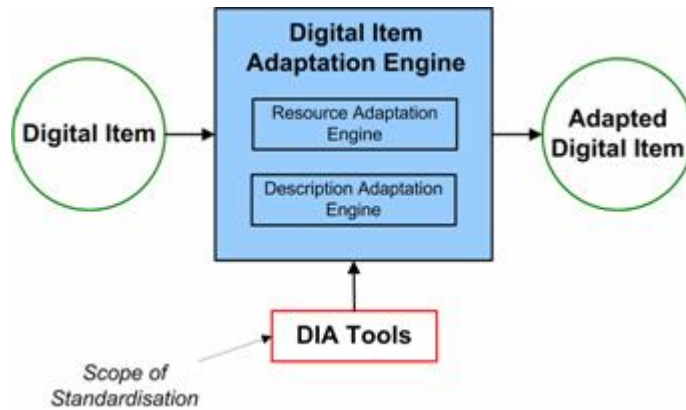 Digital Item
Adaptation Engine
Resource Adaptation
Engine
Description Adaptation
Engine
Digital Item
Adapted
Digital Item
DIA Tools
Scope of
Standardisation